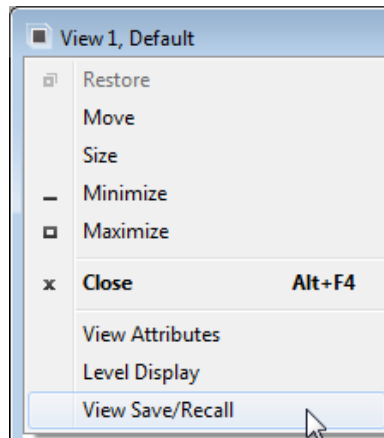 View 1, Default
Restore
Move
Size
Minimize
Maximize
Close Alt+F4
View Attributes
Level Display
View Save/Recall